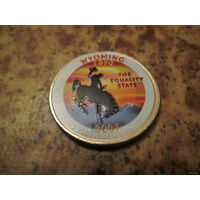 WYOMING
1890
THE
EQUALITY
STATE
2007